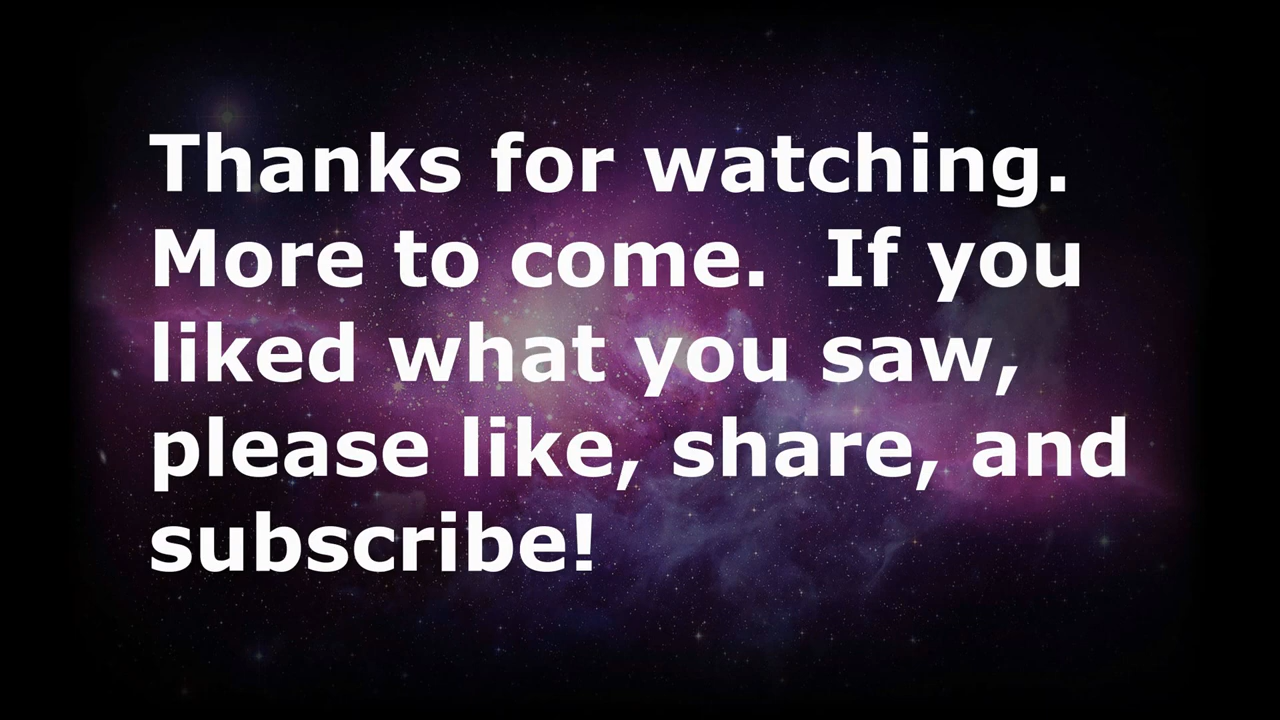 Thanks for watching.
More to come.  If you
liked what you saw,
please like, share, and
subscribe!